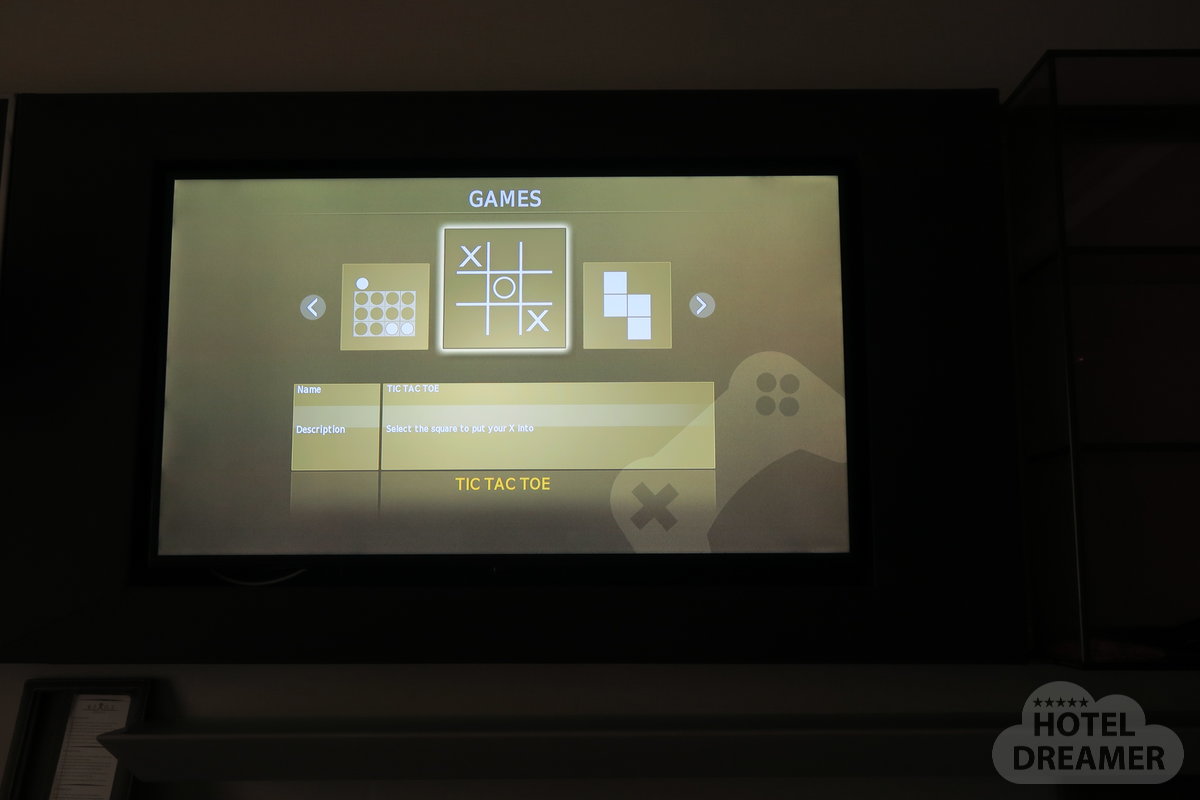 GAMES
X
O
X
Name
TIC TAC TOE
Description
Select the square to put your X into
TIC TAC TOE
HOTEL
DREAMER